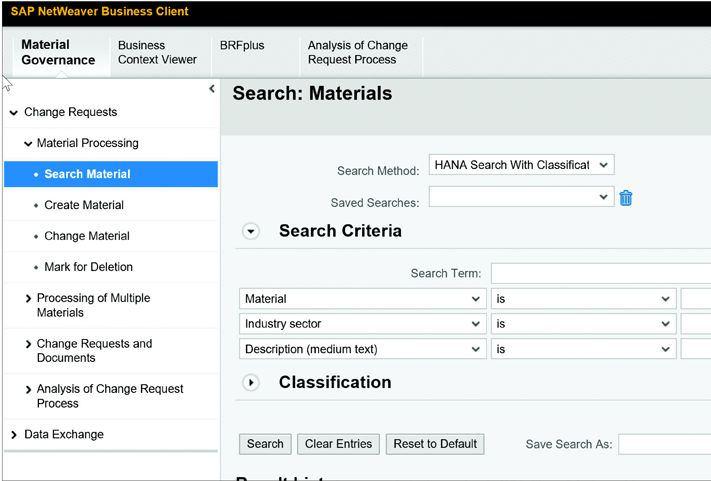 SAP NetWeaver Business Client
Material
Governance
Business
Context Viewer
BRFplus
Analysis of Change
Request Process
Change Requests
Material Processing
Search Material
Create Material
Change Material
Mark for Deletion
Processing of Multiple
Materials
Change Requests and
Documents
Analysis of Change Request
Process
Data Exchange
Search: Materials
Search Method: HANA Search With Classificat
Saved Searches:
Search Criteria
Search Term:
Material is
Industry sector is
Description (medium text) is
Classification
Search Clear Entries Reset to Default Save Search As: